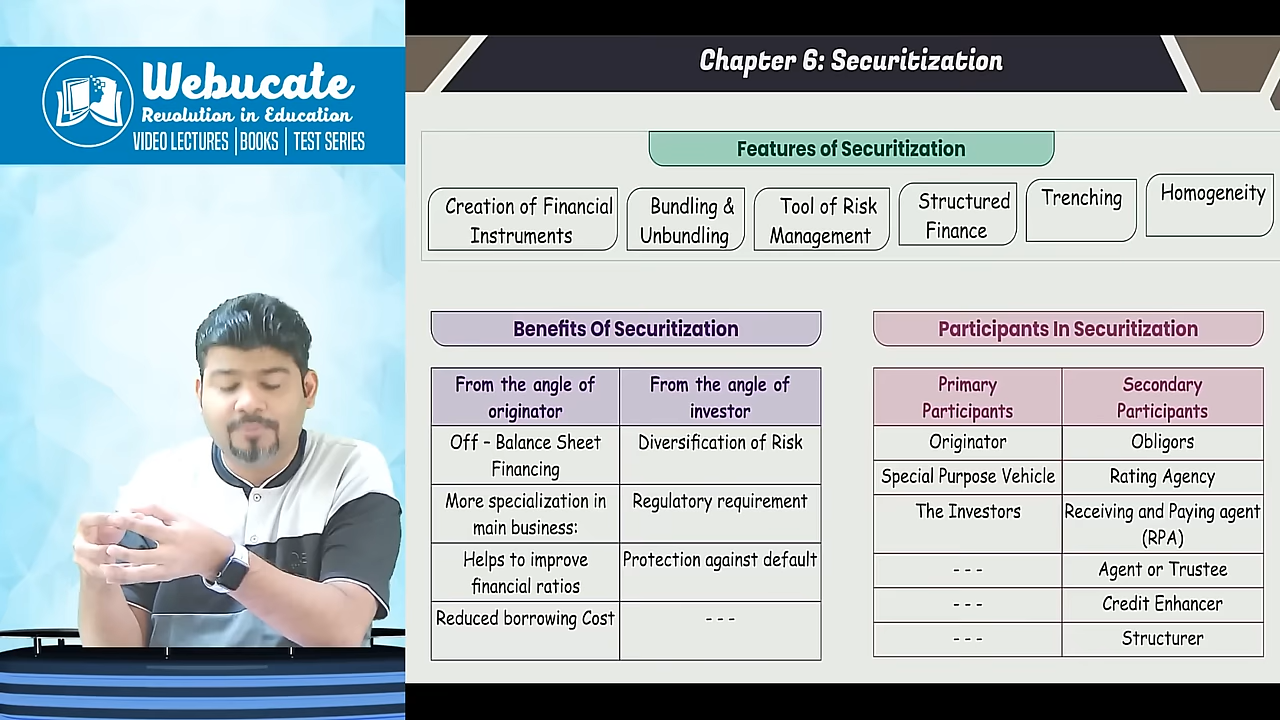 Webucate
Revolution in Education
VIDEO LECTURES | BOOKS | TEST SERIES
Chapter 6: Securitization
Features of Securitization
Creation of Financial
Instruments
Bundling &
Unbundling
Tool of Risk
Management
Structured
Finance
Trenching
Homogeneity
Benefits Of Securitization
From the angle of
originator
From the angle of
investor
Off – Balance Sheet
Financing
Diversification of Risk
More specialization in
main business:
Regulatory requirement
Helps to improve
financial ratios
Protection against default
Reduced borrowing Cost
- - -
Participants In Securitization
Primary
Participants
Secondary
Participants
Originator
Obligors
Special Purpose Vehicle
Rating Agency
The Investors
Receiving and Paying agent
(RPA)
- - -
Agent or Trustee
- - -
Credit Enhancer
- - -
Structurer